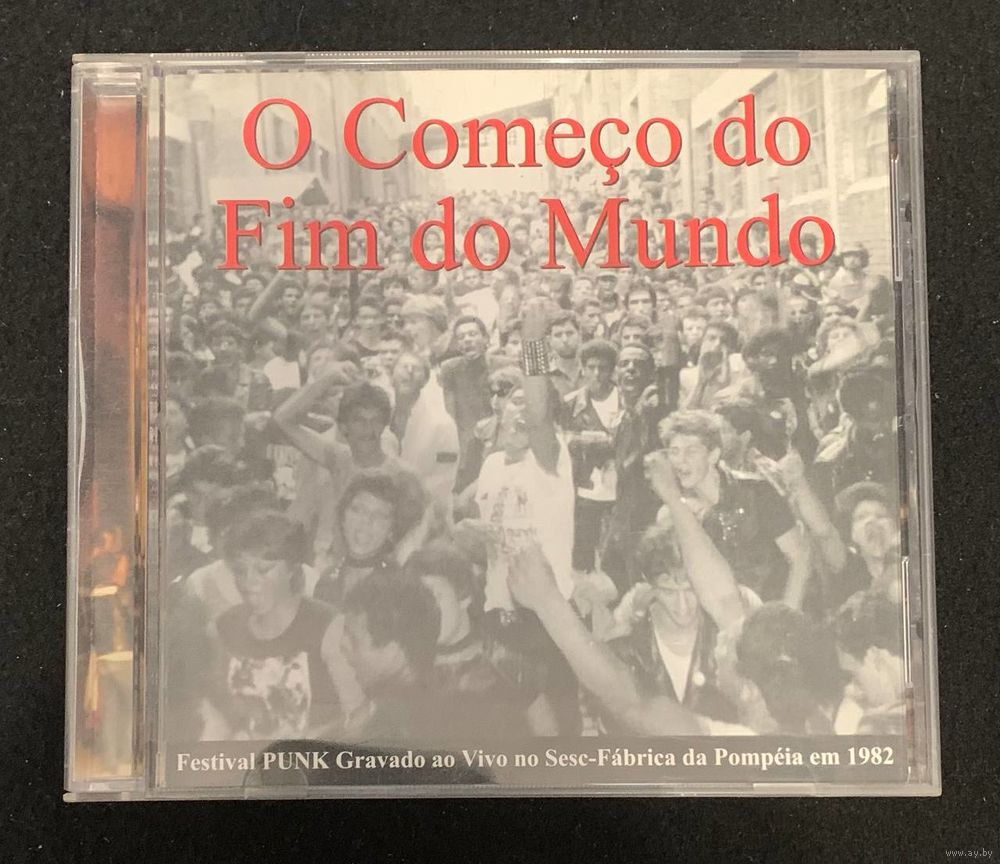 O Começo do
Fim do Mundo
Festival PUNK Gravado ao Vivo no Sesc-Fábrica da Pompéia em 1982
www.ay.by